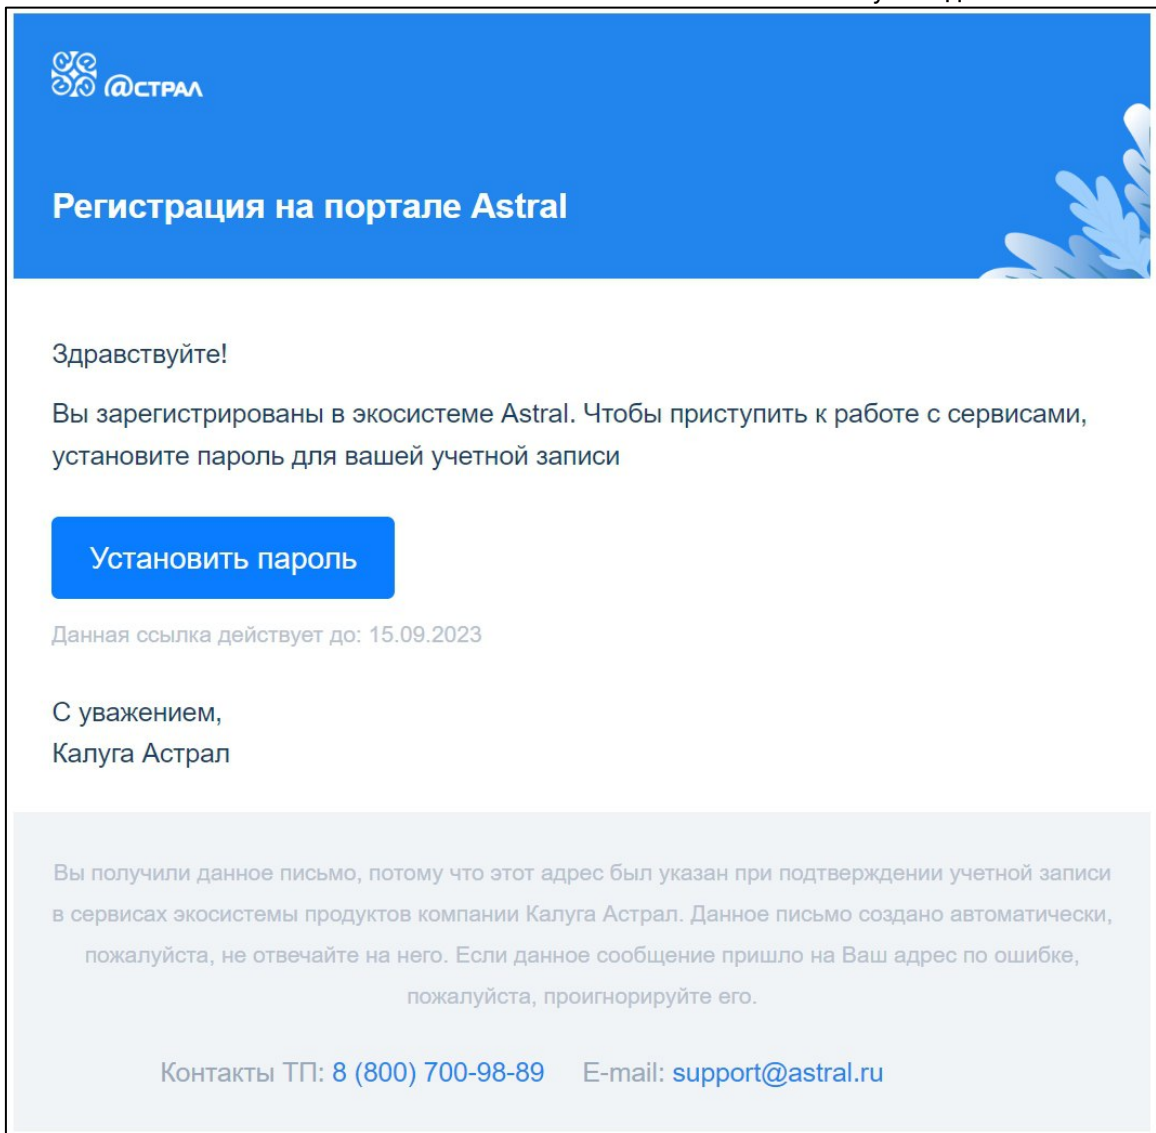 @СТРАЛ
Регистрация на портале Astral
Здравствуйте!
Вы зарегистрированы в экосистеме Astral. Чтобы приступить к работе с сервисами,
установите пароль для вашей учетной записи
Установить пароль
Данная ссылка действует до: 15.09.2023
С уважением,
Калуга Астрал
Вы получили данное письмо, потому что этот адрес был указан при подтверждении учетной записи
в сервисах экосистемы продуктов компании Калуга Астрал. Данное письмо создано автоматически,
пожалуйста, не отвечайте на него. Если данное сообщение пришло на Ваш адрес по ошибке,
пожалуйста, проигнорируйте его.
Контакты ТП: 8 (800) 700-98-89 E-mail: support@astral.ru